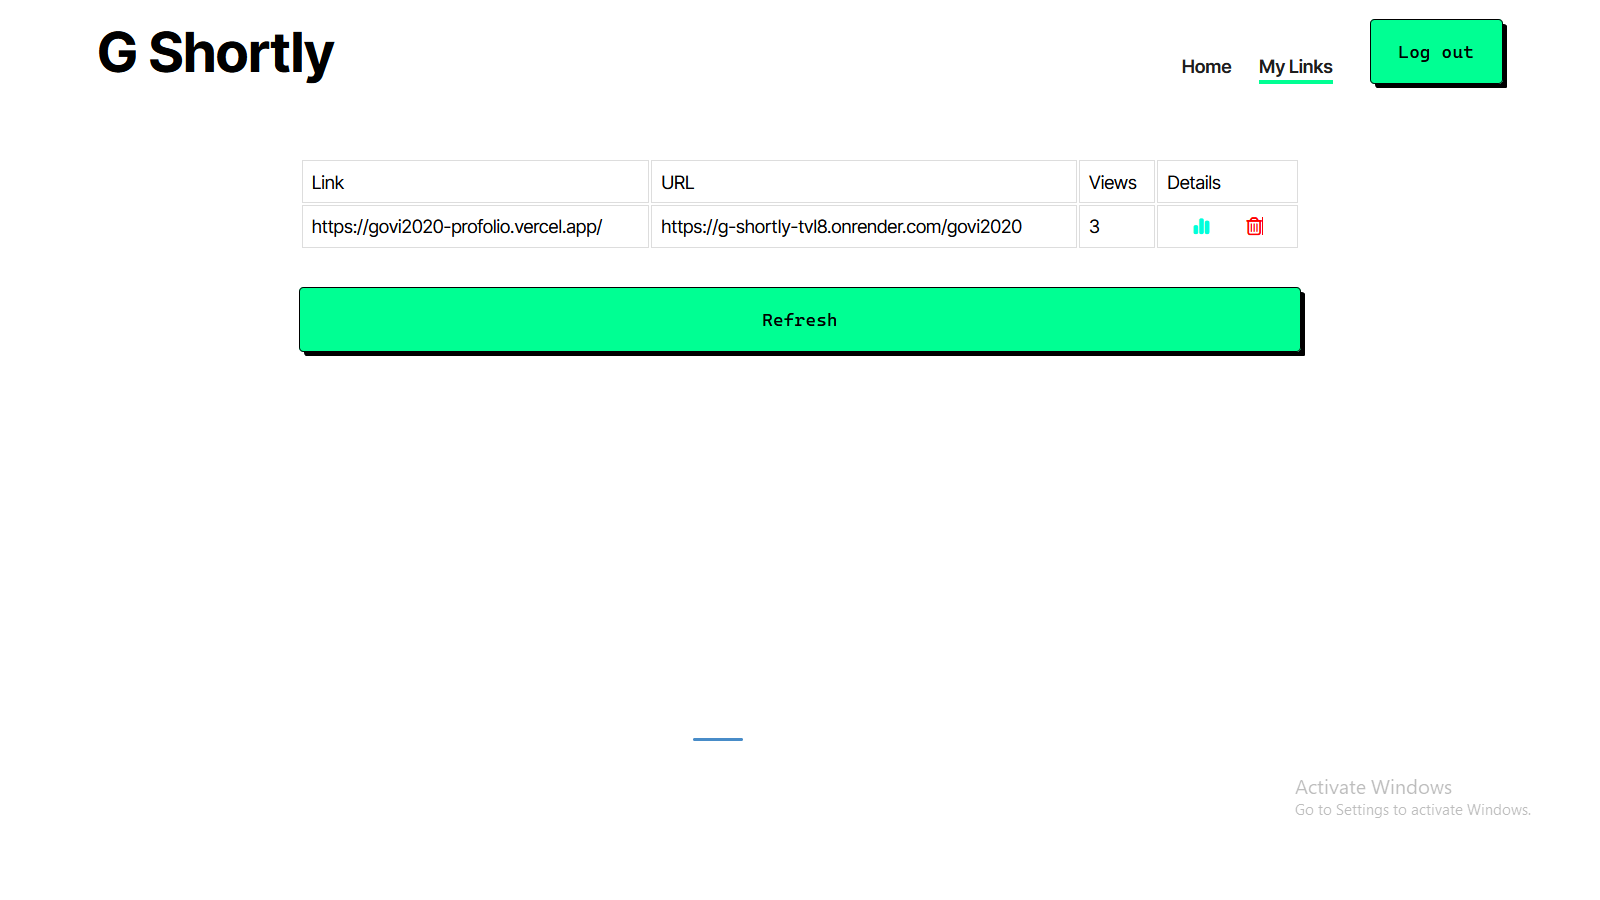 G Shortly
Home My Links Log out
Link URL Views Details
https://govi2020-profolio.vercel.app/ https://g-shortly-tvl8.onrender.com/govi2020 3
Refresh
Activate Windows
Go to Settings to activate Windows.